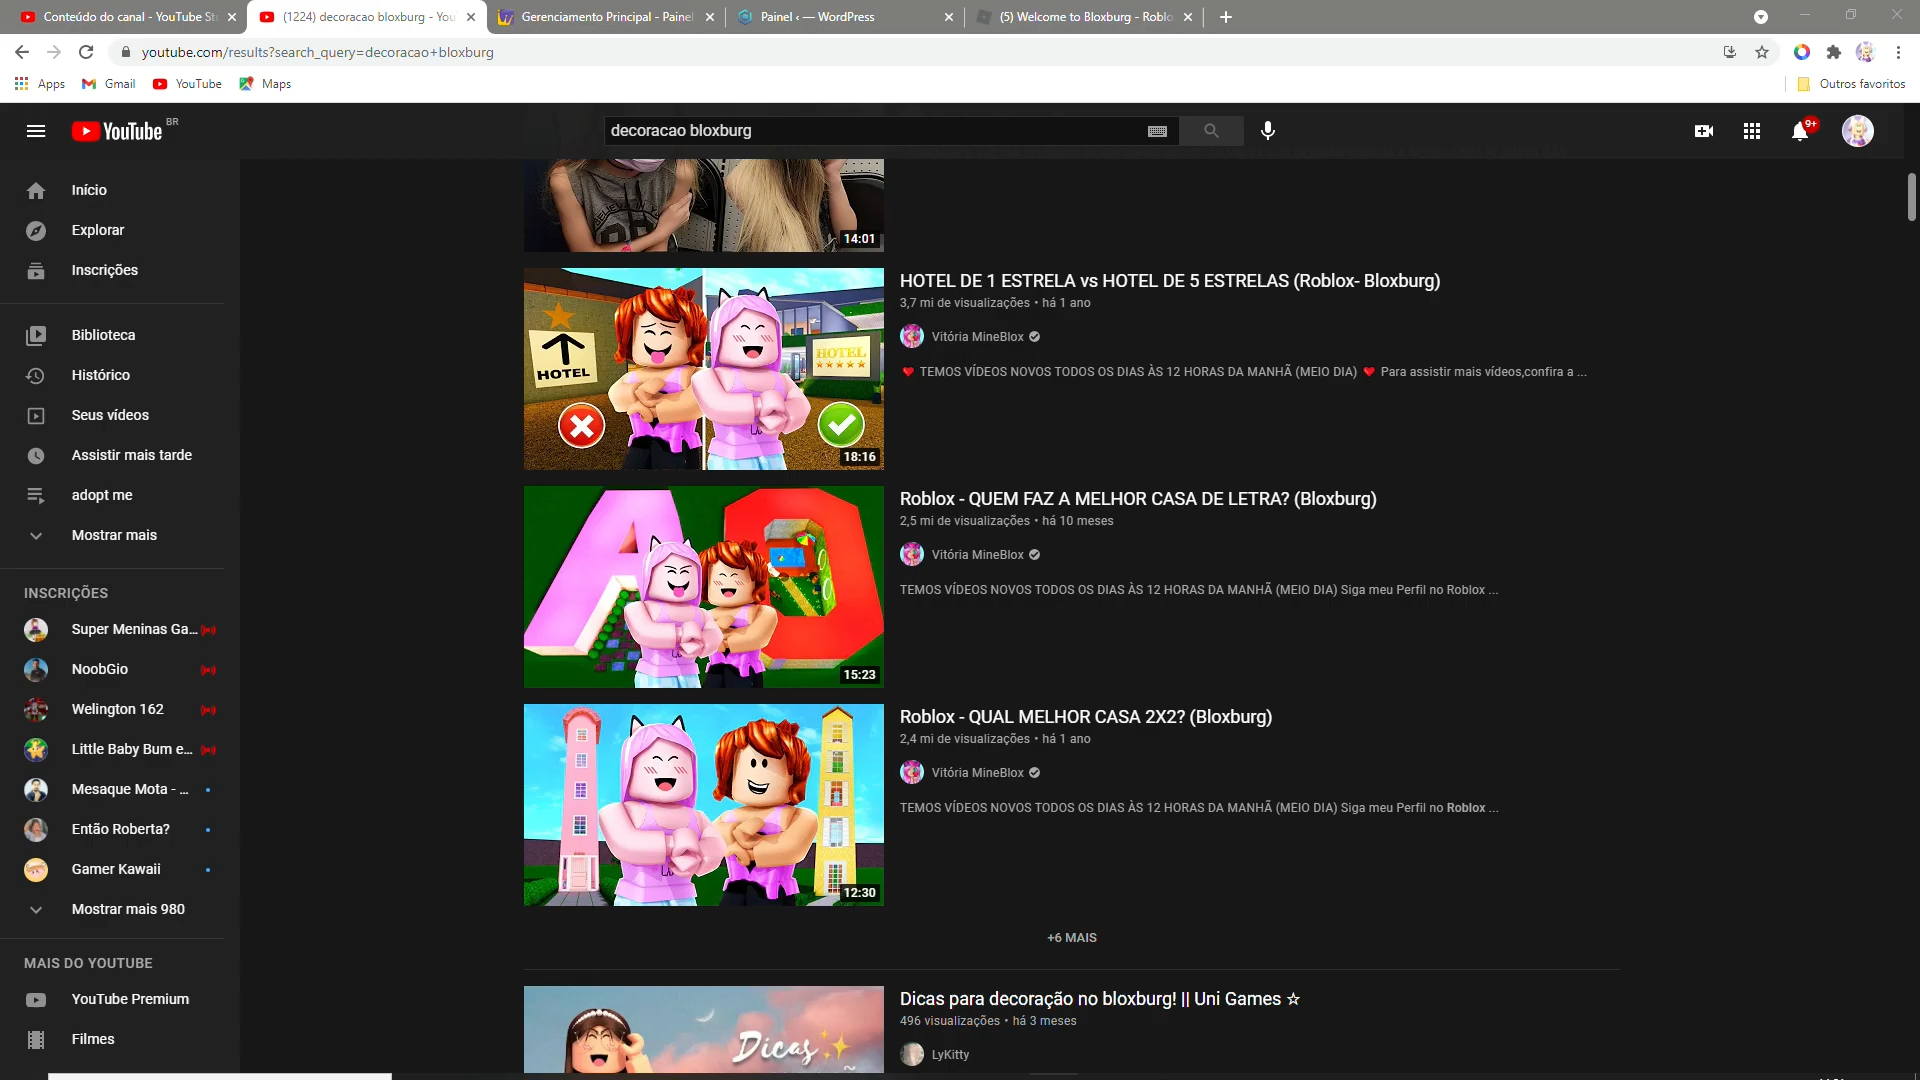 Conteúdo do canal - YouTube St
(1224) decoracao bloxburg - You
Gerenciamento Principal - Painel
Painel ‹ — WordPress
(5) Welcome to Bloxburg - Roblo
youtube.com/results?search_query=decoracao+bloxburg
Apps
Gmail
YouTube
Maps
Outros favoritos
YouTube BR
decoracao bloxburg
9+
Início
Explorar
Inscrições
Biblioteca
Histórico
Seus vídeos
Assistir mais tarde
adopt me
Mostrar mais
INSCRIÇÕES
Super Meninas Ga...
NoobGio
Welington 162
Little Baby Bum e...
Mesaque Mota - ...
Então Roberta?
Gamer Kawaii
Mostrar mais 980
MAIS DO YOUTUBE
YouTube Premium
Filmes
14:01
HOTEL
HOTEL
18:16
HOTEL DE 1 ESTRELA vs HOTEL DE 5 ESTRELAS (Roblox- Bloxburg)
3,7 mi de visualizações • há 1 ano
Vitória MineBlox
❤ TEMOS VÍDEOS NOVOS TODOS OS DIAS ÀS 12 HORAS DA MANHÃ (MEIO DIA) ❤ Para assistir mais vídeos,confira a ...
15:23
Roblox - QUEM FAZ A MELHOR CASA DE LETRA? (Bloxburg)
2,5 mi de visualizações • há 10 meses
Vitória MineBlox
TEMOS VÍDEOS NOVOS TODOS OS DIAS ÀS 12 HORAS DA MANHÃ (MEIO DIA) Siga meu Perfil no Roblox ...
12:30
Roblox - QUAL MELHOR CASA 2X2? (Bloxburg)
2,4 mi de visualizações • há 1 ano
Vitória MineBlox
TEMOS VÍDEOS NOVOS TODOS OS DIAS ÀS 12 HORAS DA MANHÃ (MEIO DIA) Siga meu Perfil no Roblox ...
+6 MAIS
Dicas
Dicas para decoração no bloxburg! || Uni Games ☆
496 visualizações • há 3 meses
LyKitty